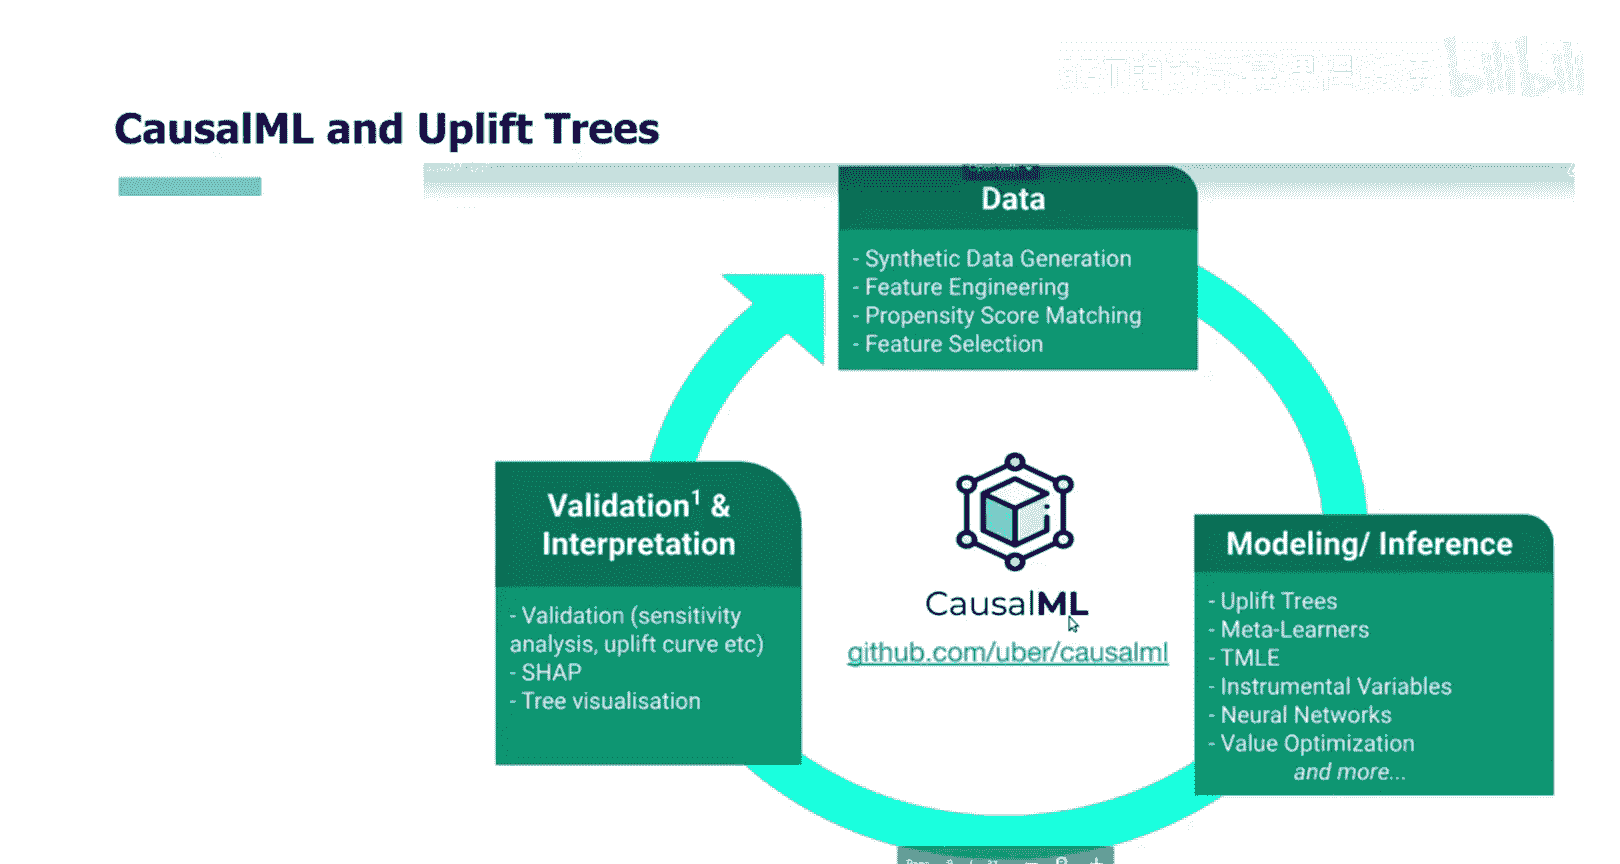 CausalML and Uplift Trees
Data
- Synthetic Data Generation
- Feature Engineering
- Propensity Score Matching
- Feature Selection
Validation¹ &
Interpretation
- Validation (sensitivity
analysis, uplift curve etc)
- SHAP
- Tree visualisation
CausalML
github.com/uber/causalml
Modeling/ Inference
- Uplift Trees
- Meta-Learners
- TMLE
- Instrumental Variables
- Neural Networks
- Value Optimization
and more...
bilibili